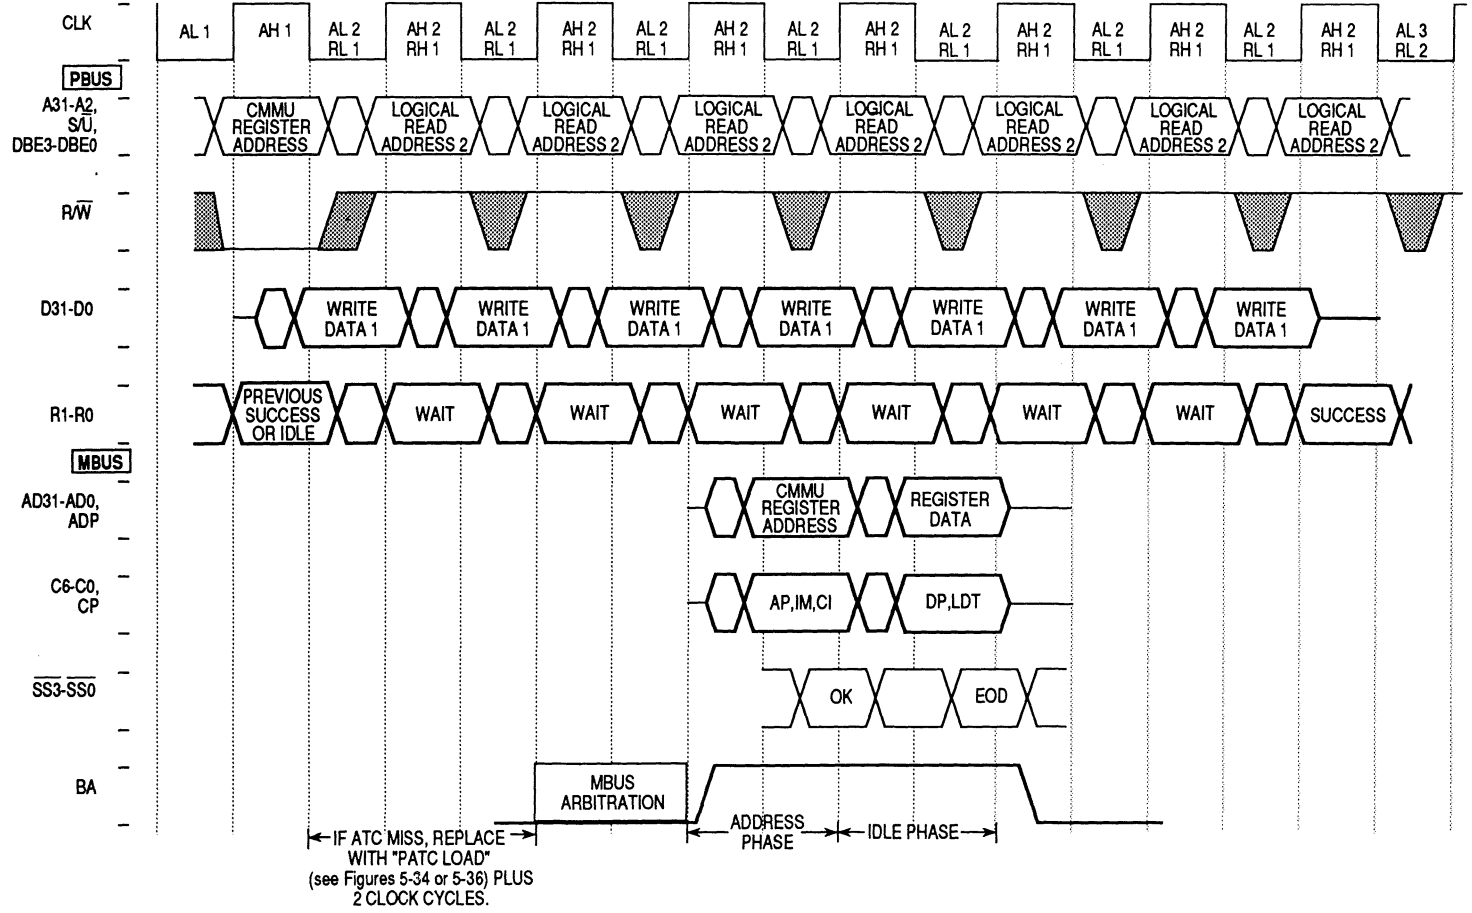 CLK
AL 1
AH 1
AL 2
RL 1
AH 2
RH 1
AL 2
RL 1
AH 2
RH 1
AL 2
RL 1
AH 2
RH 1
AL 2
RL 1
AH 2
RH 1
AL 2
RL 1
AH 2
RH 1
AL 2
RL 1
AH 2
RH 1
AL 2
RL 1
AH 2
RH 1
AL 3
RL 2
PBUS
A31-A2,
S/U̅,
DBE3-DBE0
CMMU
REGISTER
ADDRESS
LOGICAL
READ
ADDRESS 2
LOGICAL
READ
ADDRESS 2
LOGICAL
READ
ADDRESS 2
LOGICAL
READ
ADDRESS 2
LOGICAL
READ
ADDRESS 2
LOGICAL
READ
ADDRESS 2
LOGICAL
READ
ADDRESS 2
R/W̅
D31-D0
WRITE
DATA 1
WRITE
DATA 1
WRITE
DATA 1
WRITE
DATA 1
WRITE
DATA 1
WRITE
DATA 1
WRITE
DATA 1
R1-R0
PREVIOUS
SUCCESS
OR IDLE
WAIT
WAIT
WAIT
WAIT
WAIT
WAIT
SUCCESS
MBUS
AD31-AD0,
ADP
CMMU
REGISTER
ADDRESS
REGISTER
DATA
C6-C0,
CP
AP,IM,CI
DP,LDT
S̅S̅3̅-S̅S̅0̅
OK
EOD
BA
MBUS
ARBITRATION
ADDRESS
PHASE
IDLE PHASE
IF ATC MISS, REPLACE
WITH "PATC LOAD"
(see Figures 5-34 or 5-36) PLUS
2 CLOCK CYCLES.